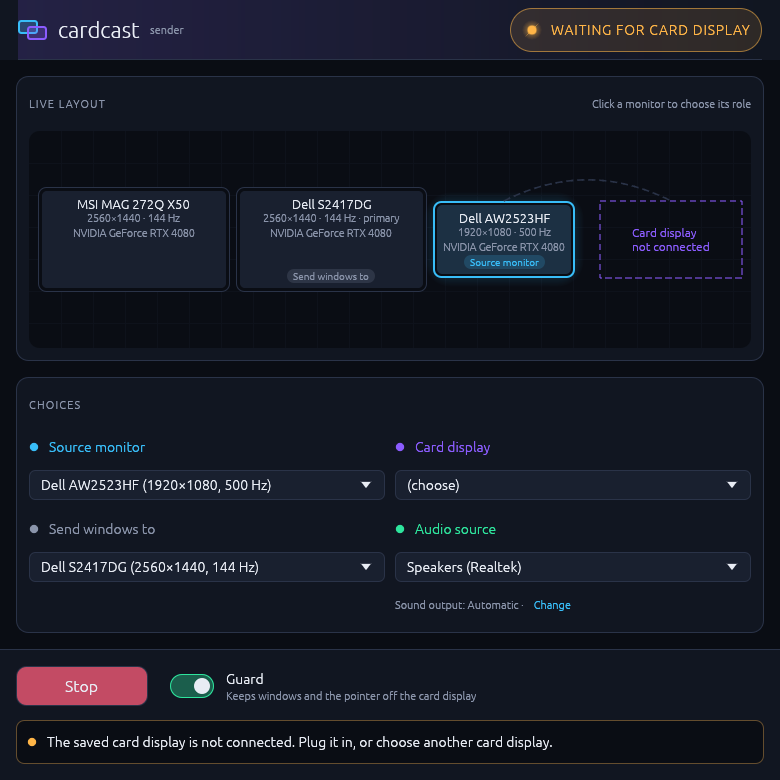 cardcast sender
WAITING FOR CARD DISPLAY
LIVE LAYOUT
Click a monitor to choose its role
MSI MAG 272Q X50
2560×1440 · 144 Hz
NVIDIA GeForce RTX 4080
Dell S2417DG
2560×1440 · 144 Hz · primary
NVIDIA GeForce RTX 4080
Send windows to
Dell AW2523HF
1920×1080 · 500 Hz
NVIDIA GeForce RTX 4080
Source monitor
Card display
not connected
CHOICES
Source monitor
Dell AW2523HF (1920×1080, 500 Hz)
Card display
(choose)
Send windows to
Dell S2417DG (2560×1440, 144 Hz)
Audio source
Speakers (Realtek)
Sound output: Automatic · Change
Stop
Guard
Keeps windows and the pointer off the card display
The saved card display is not connected. Plug it in, or choose another card display.